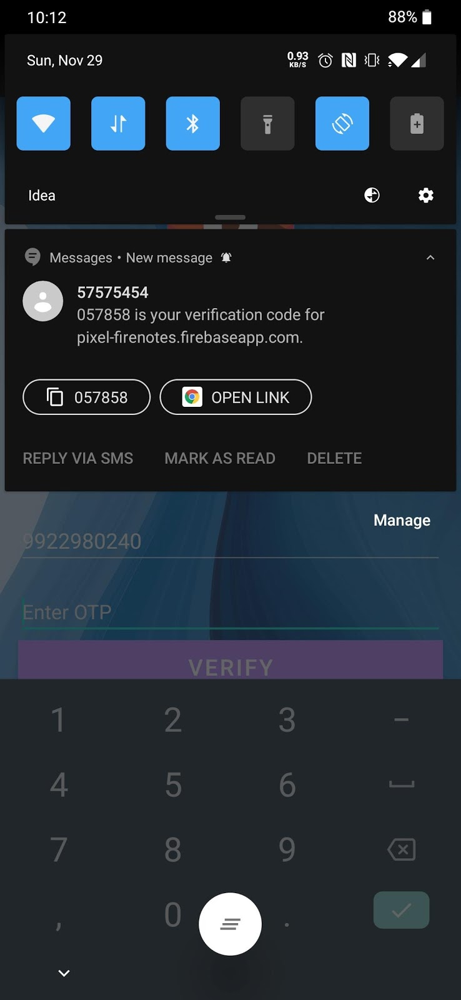 10:12
88%
Sun, Nov 29
0.93
KB/S
Idea
Messages • New message
57575454
057858 is your verification code for
pixel-firenotes.firebaseapp.com.
057858
OPEN LINK
REPLY VIA SMS
MARK AS READ
DELETE
Manage
9922980240
Enter OTP
VERIFY
1 2 3 –
4 5 6
7 8 9
, 0 .